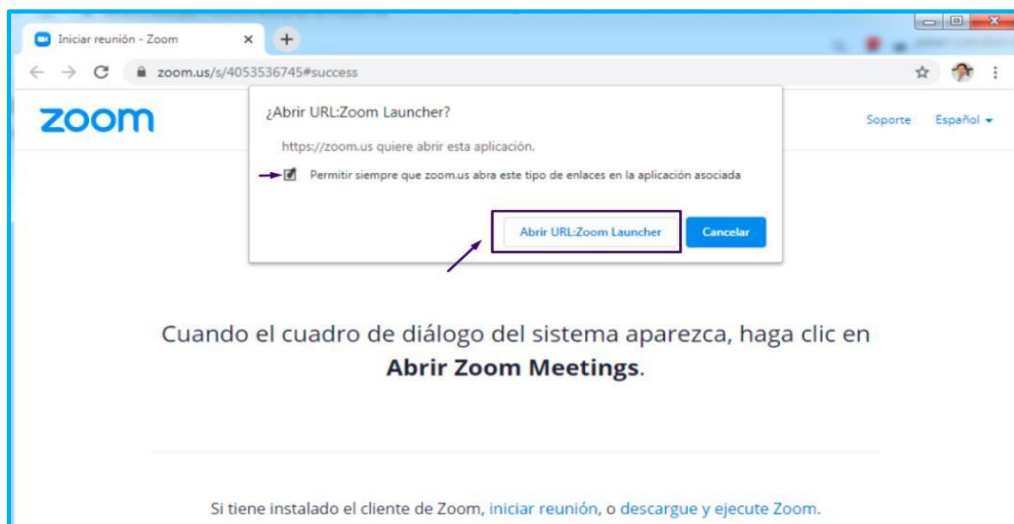 Iniciar reunión - Zoom
zoom.us/s/4053536745#success
zoom
Soporte Español
¿Abrir URL:Zoom Launcher?
https://zoom.us quiere abrir esta aplicación.
Permitir siempre que zoom.us abra este tipo de enlaces en la aplicación asociada
Abrir URL:Zoom Launcher Cancelar
Cuando el cuadro de diálogo del sistema aparezca, haga clic en
Abrir Zoom Meetings.
Si tiene instalado el cliente de Zoom, iniciar reunión, o descargue y ejecute Zoom.